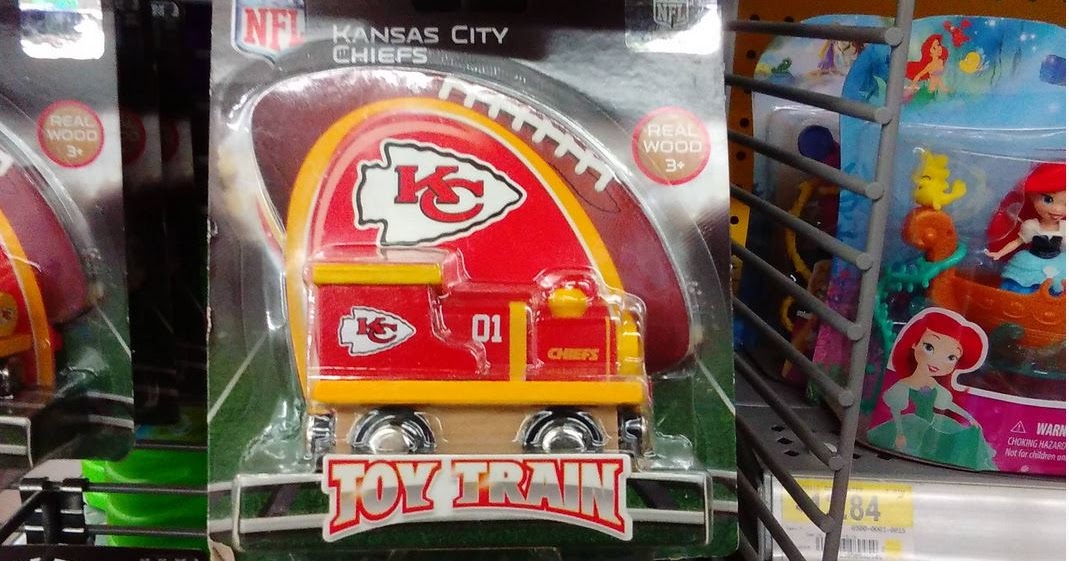 NFL
KANSAS CITY
CHIEFS
NFL
REAL
WOOD
3+
REAL
WOOD
3+
KC
KC
01
CHIEFS
TOY TRAIN
WARN
CHOKING HAZARD
Not for children un
.84